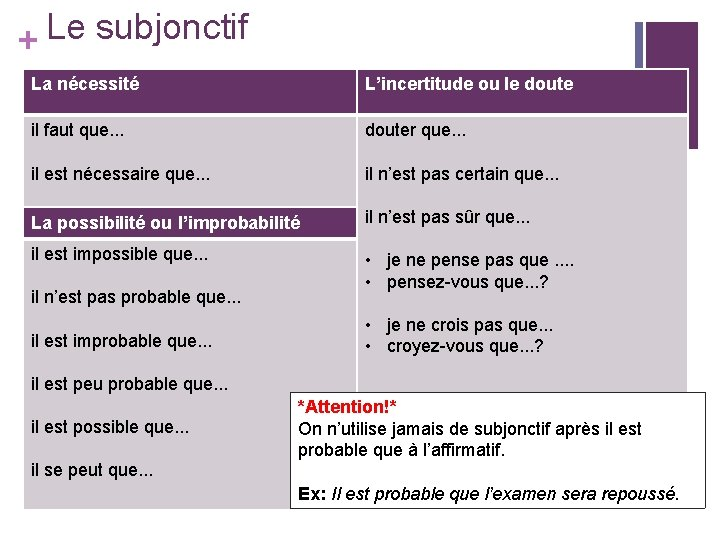 + Le subjonctif
La nécessité
il faut que...
il est nécessaire que...
La possibilité ou l’improbabilité
il est impossible que...
il n’est pas probable que...
il est improbable que...
il est peu probable que...
il est possible que...
il se peut que...
L’incertitude ou le doute
douter que...
il n’est pas certain que...
il n’est pas sûr que...
• je ne pense pas que ....
• pensez-vous que...?
• je ne crois pas que...
• croyez-vous que...?
*Attention!*
On n’utilise jamais de subjonctif après il est
probable que à l’affirmatif.
Ex: Il est probable que l’examen sera repoussé.